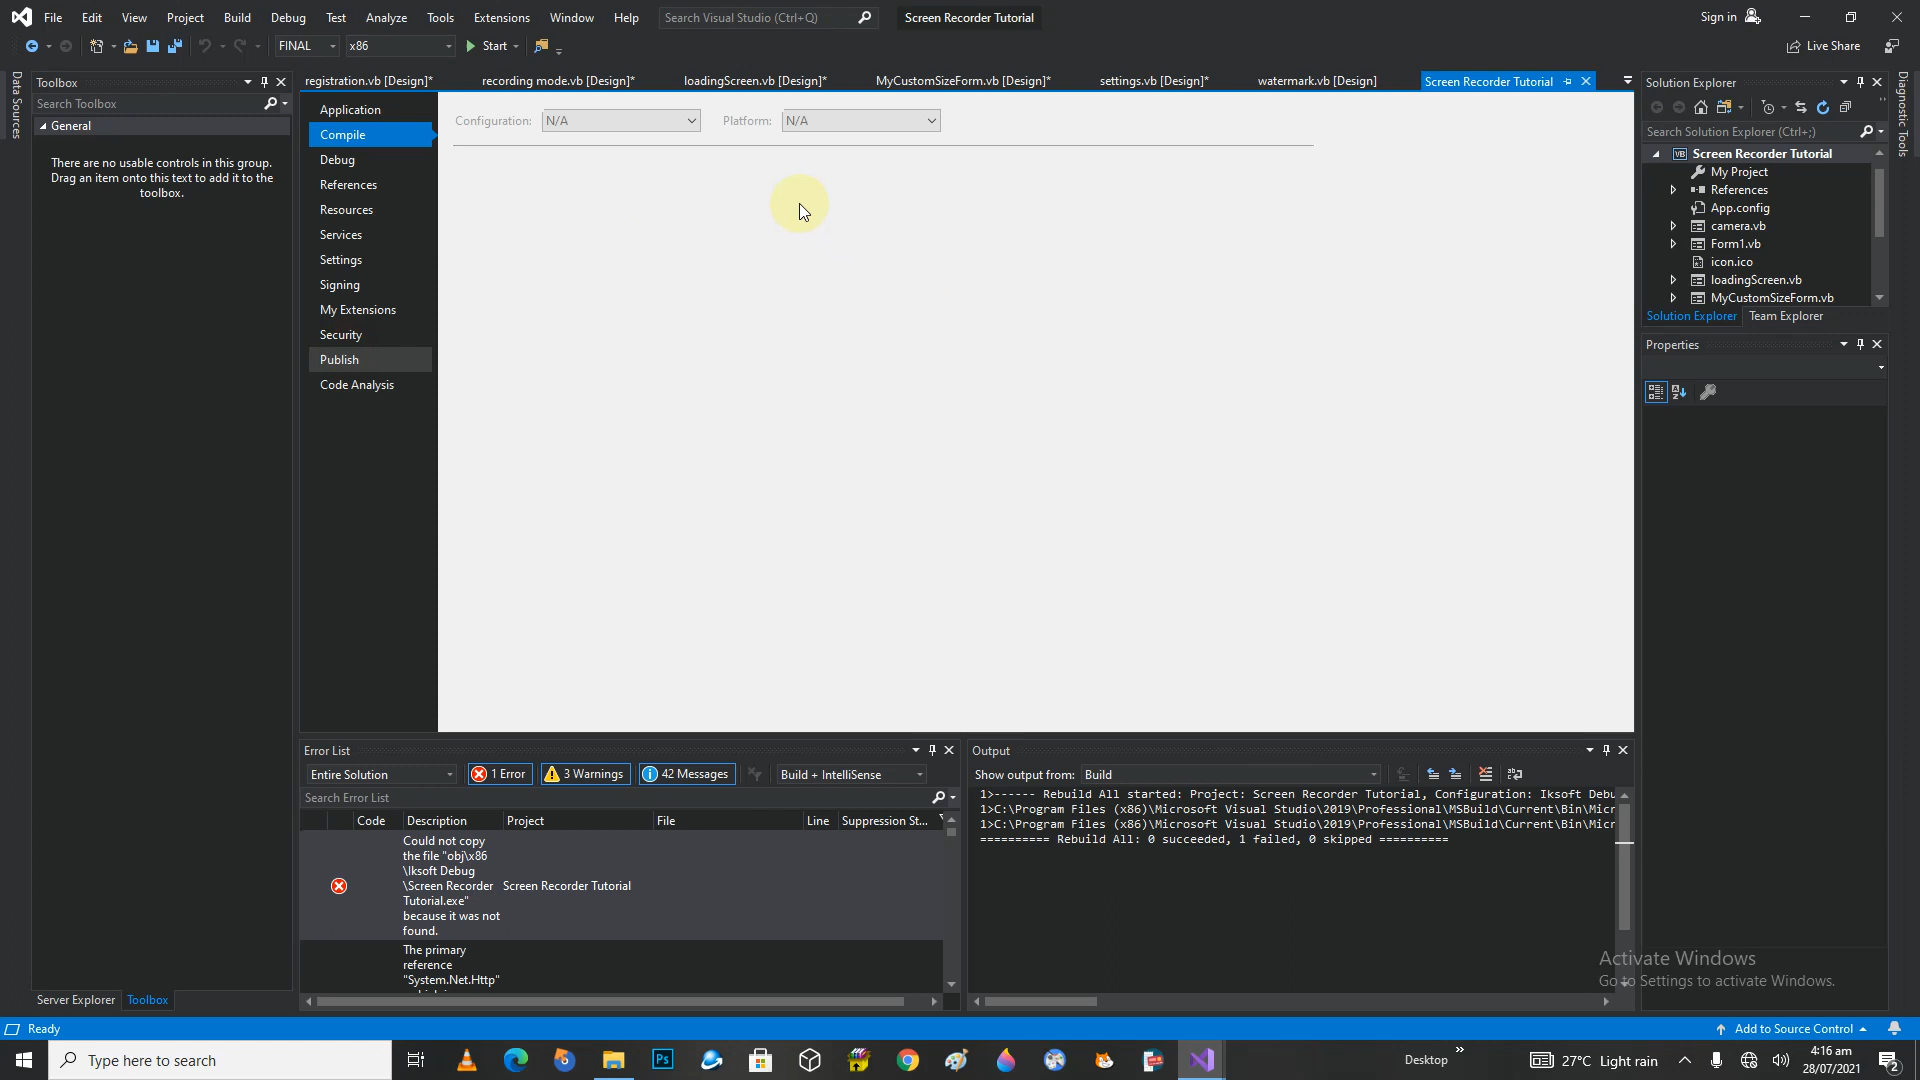 File Edit View Project Build Debug Test Analyze Tools Extensions Window Help Search Visual Studio (Ctrl+Q) Screen Recorder Tutorial Sign in
FINAL x86 Start Live Share
Data Sources
Toolbox
Search Toolbox
General
There are no usable controls in this group.
Drag an item onto this text to add it to the
toolbox.
Server Explorer Toolbox
registration.vb [Design]* recording mode.vb [Design]* loadingScreen.vb [Design]* MyCustomSizeForm.vb [Design]* settings.vb [Design]* watermark.vb [Design] Screen Recorder Tutorial
Application
Compile
Debug
References
Resources
Services
Settings
Signing
My Extensions
Security
Publish
Code Analysis
Configuration: N/A Platform: N/A
Error List
Entire Solution 1 Error 3 Warnings 42 Messages Build + IntelliSense
Search Error List
Code Description Project File Line Suppression St...
Could not copy
the file "obj\x86
\Iksoft Debug
\Screen Recorder Screen Recorder Tutorial
Tutorial.exe"
because it was not
found.
The primary
reference
"System.Net.Http"
Output
Show output from: Build
1>------ Rebuild All started: Project: Screen Recorder Tutorial, Configuration: Iksoft Debu
1>C:\Program Files (x86)\Microsoft Visual Studio\2019\Professional\MSBuild\Current\Bin\Micr
1>C:\Program Files (x86)\Microsoft Visual Studio\2019\Professional\MSBuild\Current\Bin\Micr
========== Rebuild All: 0 succeeded, 1 failed, 0 skipped ==========
Solution Explorer
Search Solution Explorer (Ctrl+;)
VB Screen Recorder Tutorial
My Project
References
App.config
camera.vb
Form1.vb
icon.ico
loadingScreen.vb
MyCustomSizeForm.vb
Solution Explorer Team Explorer
Properties
Diagnostic Tools
Activate Windows
Go to Settings to activate Windows.
Ready Add to Source Control
Type here to search Ps Desktop 27°C Light rain 4:16 am
28/07/2021 2